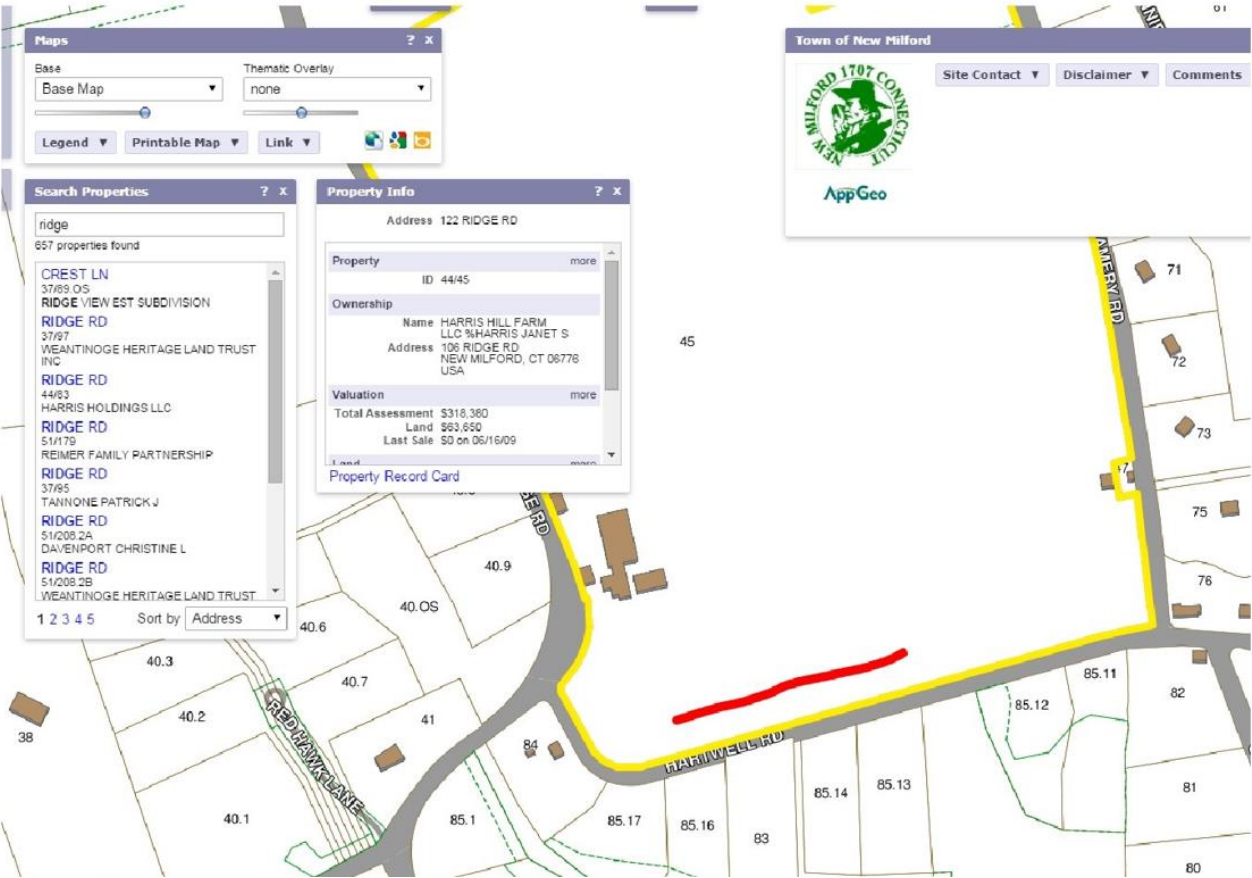 61
Maps ? x
Base Thematic Overlay
Base Map none
Legend Printable Map Link
Town of New Milford
Site Contact Disclaimer Comments
NEW MILFORD 1707 CONNECTICUT
AppGeo
Search Properties ? x
ridge
657 properties found
CREST LN
37/89.OS
RIDGE VIEW EST SUBDIVISION
RIDGE RD
37/97
WEANTINOGE HERITAGE LAND TRUST
INC
RIDGE RD
44/83
HARRIS HOLDINGS LLC
RIDGE RD
51/179
REIMER FAMILY PARTNERSHIP
RIDGE RD
37/95
TANNONE PATRICK J
RIDGE RD
51/208.2A
DAVENPORT CHRISTINE L
RIDGE RD
51/208.2B
WEANTINOGE HERITAGE LAND TRUST
1 2 3 4 5 Sort by Address
Property Info ? x
Address 122 RIDGE RD
Property more
ID 44/45
Ownership
Name HARRIS HILL FARM
LLC %HARRIS JANET S
Address 106 RIDGE RD
NEW MILFORD, CT 06776
USA
Valuation more
Total Assessment $318,380
Land $63,650
Last Sale $0 on 06/16/09
Land more
Property Record Card
45
AMERY RD
71
72
73
47
75
76
GE RD
40.9
40.OS
40.6
40.3
40.7
40.2
41
38
RED HAWK LANE
84
40.1
85.1
HARTWELL RD
85.17
85.16
83
85.14
85.13
85.12
85.11
82
81
80